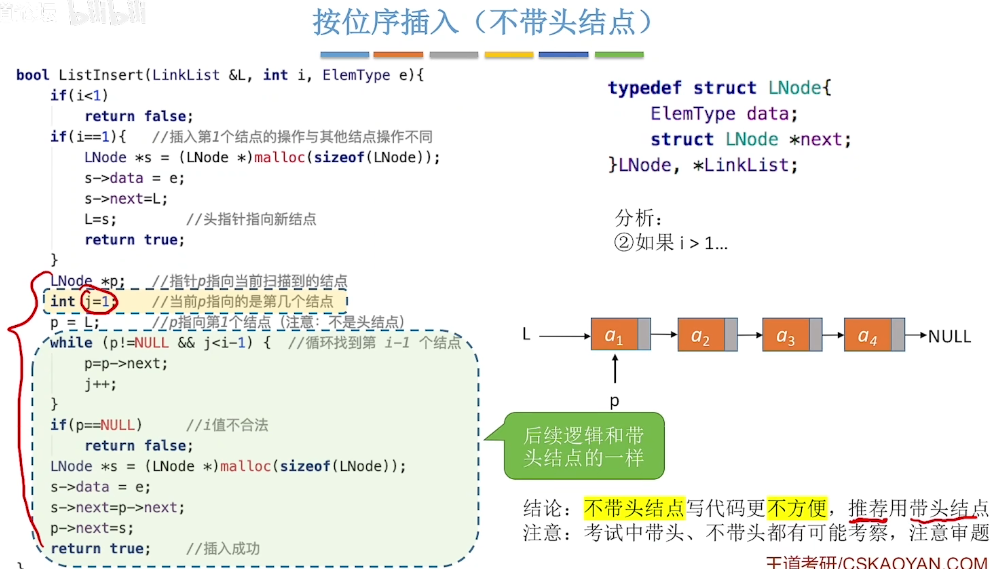 按位序插入（不带头结点）
bool ListInsert(LinkList &L, int i, ElemType e){
if(i<1)
return false;
if(i==1){ //插入第1个结点的操作与其他结点操作不同
LNode *s = (LNode *)malloc(sizeof(LNode));
s->data = e;
s->next=L;
L=s; //头指针指向新结点
return true;
}
LNode *p; //指针p指向当前扫描到的结点
int j=1; //当前p指向的是第几个结点
p = L; //p指向第1个结点（注意：不是头结点）
while (p!=NULL && j<i-1) { //循环找到第 i-1 个结点
p=p->next;
j++;
}
if(p==NULL) //i值不合法
return false;
LNode *s = (LNode *)malloc(sizeof(LNode));
s->data = e;
s->next=p->next;
p->next=s;
return true; //插入成功
}
typedef struct LNode{
ElemType data;
struct LNode *next;
}LNode, *LinkList;
分析：
②如果 i > 1…
L a1 a2 a3 a4 NULL
p
后续逻辑和带
头结点的一样
结论：不带头结点写代码更不方便，推荐用带头结点
注意：考试中带头、不带头都有可能考察，注意审题
王道考研/CSKAOYAN.COM